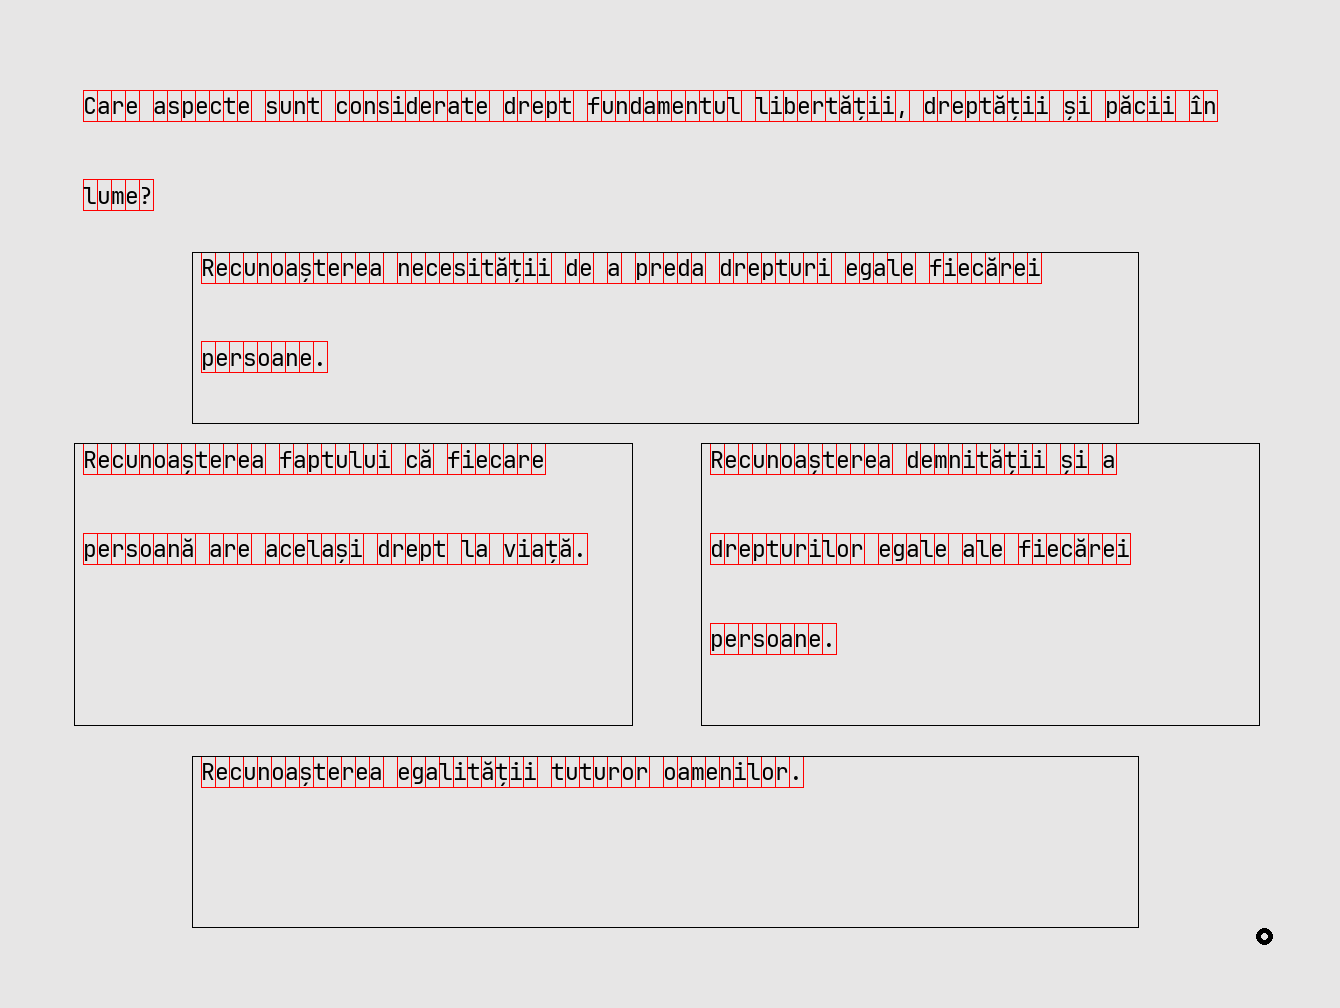 Care aspecte sunt considerate drept fundamentul libertății, dreptății și păcii în
lume?
Recunoașterea necesității de a preda drepturi egale fiecărei
persoane.
Recunoașterea faptului că fiecare
persoană are același drept la viață.
Recunoașterea demnității și a
drepturilor egale ale fiecărei
persoane.
Recunoașterea egalității tuturor oamenilor.